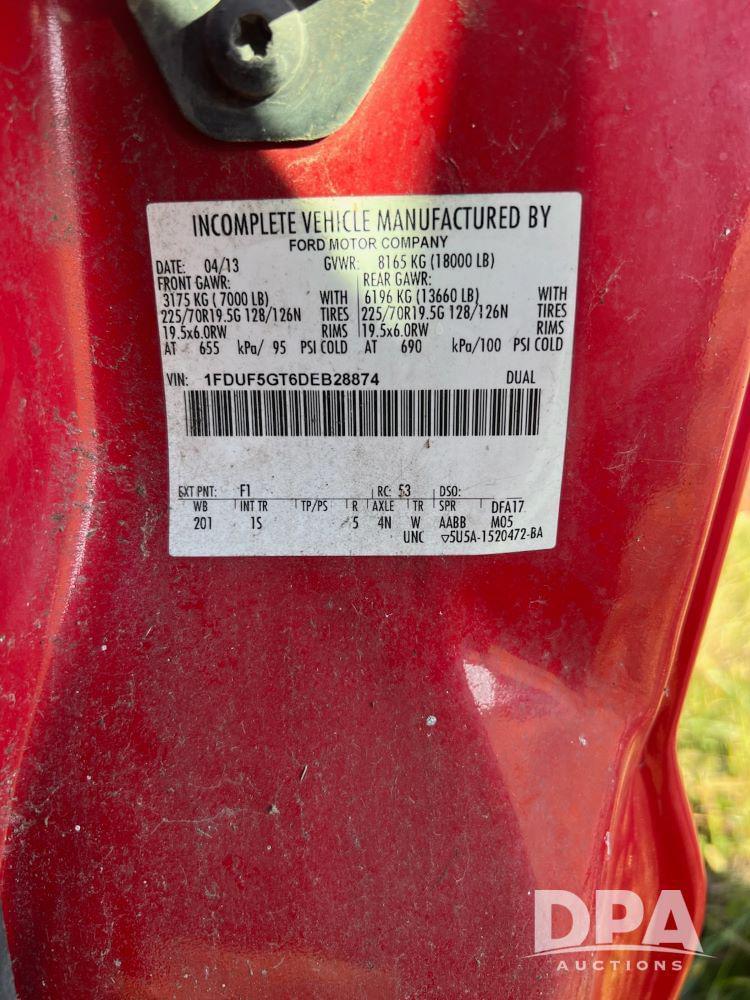 INCOMPLETE VEHICLE MANUFACTURED BY
FORD MOTOR COMPANY
DATE: 04/13 GVWR: 8165 KG (18000 LB)
FRONT GAWR: REAR GAWR:
3175 KG ( 7000 LB) WITH 6196 KG (13660 LB) WITH
225/70R19.5G 128/126N TIRES 225/70R19.5G 128/126N TIRES
19.5x6.0RW RIMS 19.5x6.0RW RIMS
AT 655 kPa/ 95 PSI COLD AT 690 kPa/100 PSI COLD
VIN: 1FDUF5GT6DEB28874 DUAL
EXT PNT: F1 RC: 53 DSO:
WB INT TR TP/PS R AXLE TR SPR DFA17
201 1S 5 4N W AABB M05
UNC ▽5U5A-1520472-BA
DPA
AUCTIONS